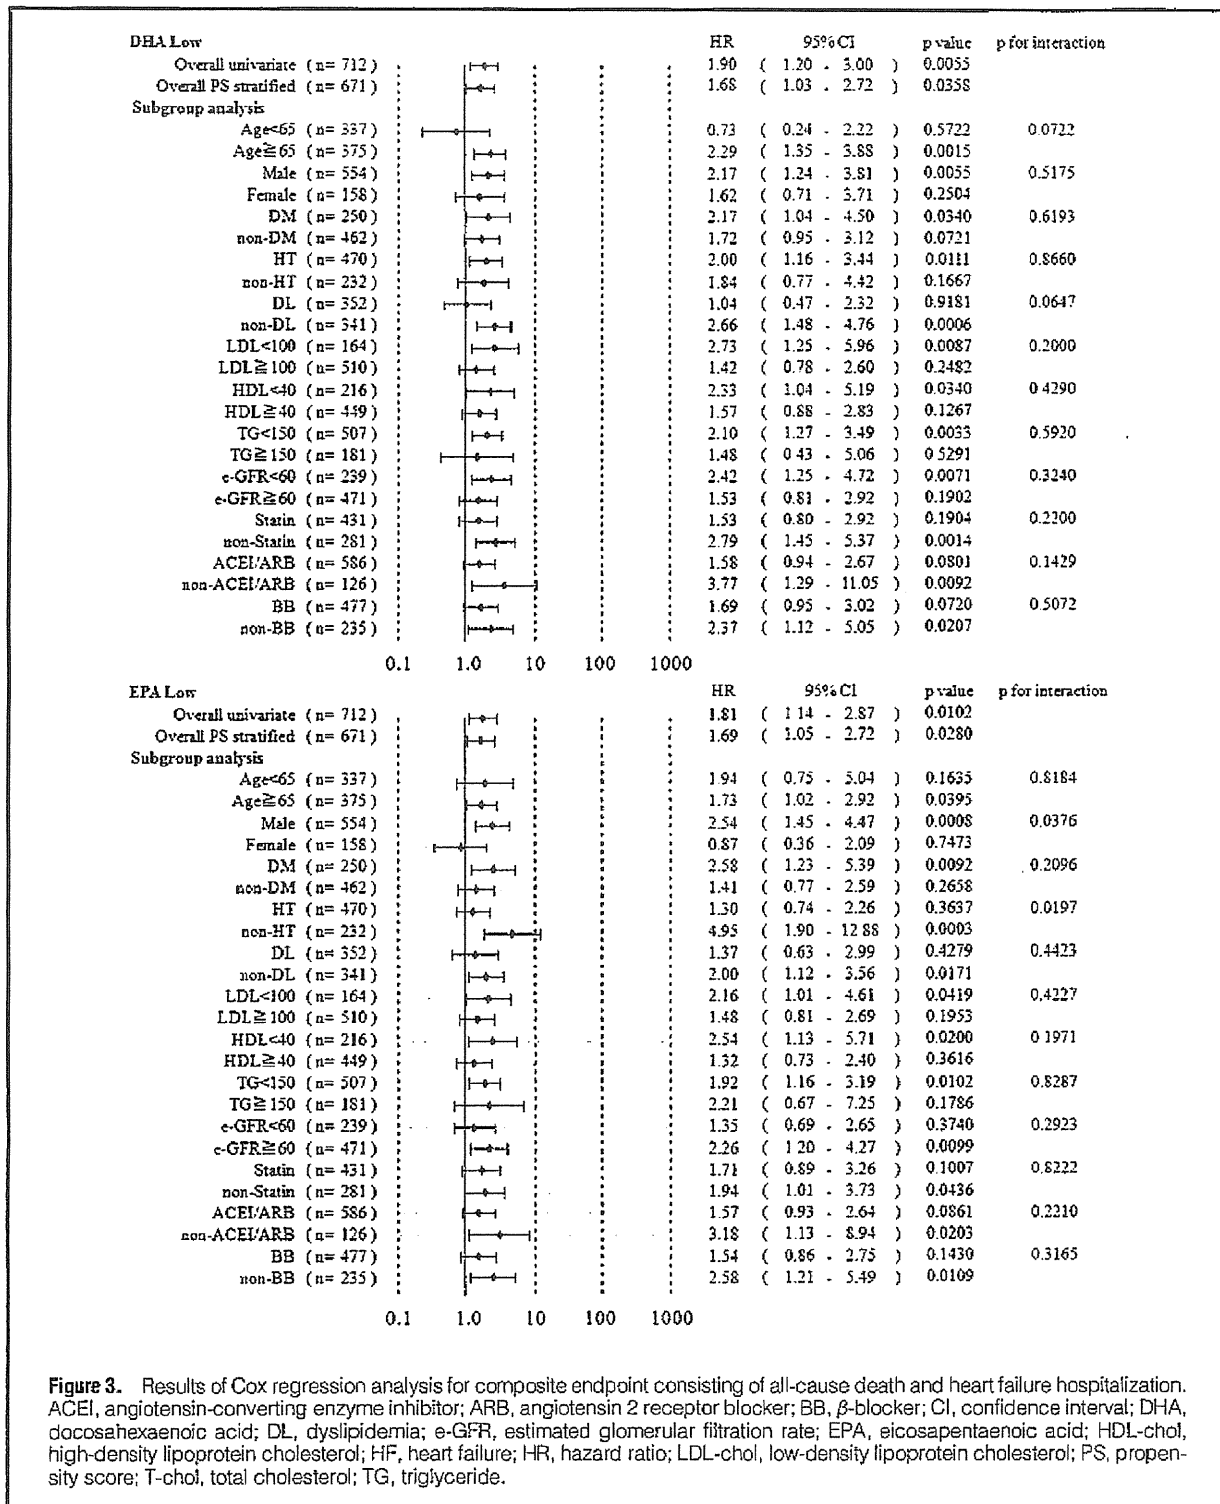 DHA Low HR 95% CI p value p for interaction
Overall univariate ( n= 712 ) 1.90 ( 1.20 - 3.00 ) 0.0055
Overall PS stratified ( n= 671 ) 1.68 ( 1.03 - 2.72 ) 0.0358
Subgroup analysis
Age<65 ( n= 337 ) 0.73 ( 0.24 - 2.22 ) 0.5722 0.0722
Age≧65 ( n= 375 ) 2.29 ( 1.35 - 3.88 ) 0.0015
Male ( n= 554 ) 2.17 ( 1.24 - 3.81 ) 0.0055 0.5175
Female ( n= 158 ) 1.62 ( 0.71 - 3.71 ) 0.2504
DM ( n= 250 ) 2.17 ( 1.04 - 4.50 ) 0.0340 0.6193
non-DM ( n= 462 ) 1.72 ( 0.95 - 3.12 ) 0.0721
HT ( n= 470 ) 2.00 ( 1.16 - 3.44 ) 0.0111 0.8660
non-HT ( n= 232 ) 1.84 ( 0.77 - 4.42 ) 0.1667
DL ( n= 352 ) 1.04 ( 0.47 - 2.32 ) 0.9181 0.0647
non-DL ( n= 341 ) 2.66 ( 1.48 - 4.76 ) 0.0006
LDL<100 ( n= 164 ) 2.73 ( 1.25 - 5.96 ) 0.0087 0.2000
LDL≧100 ( n= 510 ) 1.42 ( 0.78 - 2.60 ) 0.2482
HDL<40 ( n= 216 ) 2.33 ( 1.04 - 5.19 ) 0.0340 0.4290
HDL≧40 ( n= 449 ) 1.57 ( 0.88 - 2.83 ) 0.1267
TG<150 ( n= 507 ) 2.10 ( 1.27 - 3.49 ) 0.0033 0.5920
TG≧150 ( n= 181 ) 1.48 ( 0.43 - 5.06 ) 0.5291
e-GFR<60 ( n= 239 ) 2.42 ( 1.25 - 4.72 ) 0.0071 0.3240
e-GFR≧60 ( n= 471 ) 1.53 ( 0.81 - 2.92 ) 0.1902
Statin ( n= 431 ) 1.53 ( 0.80 - 2.92 ) 0.1904 0.2200
non-Statin ( n= 281 ) 2.79 ( 1.45 - 5.37 ) 0.0014
ACEI/ARB ( n= 586 ) 1.58 ( 0.94 - 2.67 ) 0.0801 0.1429
non-ACEI/ARB ( n= 126 ) 3.77 ( 1.29 - 11.05 ) 0.0092
BB ( n= 477 ) 1.69 ( 0.95 - 3.02 ) 0.0720 0.5072
non-BB ( n= 235 ) 2.37 ( 1.12 - 5.05 ) 0.0207
0.1 1.0 10 100 1000
EPA Low HR 95% CI p value p for interaction
Overall univariate ( n= 712 ) 1.81 ( 1 14 - 2.87 ) 0.0102
Overall PS stratified ( n= 671 ) 1.69 ( 1.05 - 2.72 ) 0.0280
Subgroup analysis
Age<65 ( n= 337 ) 1.94 ( 0.75 - 5.04 ) 0.1635 0.8184
Age≧65 ( n= 375 ) 1.73 ( 1.02 - 2.92 ) 0.0395
Male ( n= 554 ) 2.54 ( 1.45 - 4.47 ) 0.0008 0.0376
Female ( n= 158 ) 0.87 ( 0.36 - 2.09 ) 0.7473
DM ( n= 250 ) 2.58 ( 1.23 - 5.39 ) 0.0092 0.2096
non-DM ( n= 462 ) 1.41 ( 0.77 - 2.59 ) 0.2658
HT ( n= 470 ) 1.30 ( 0.74 - 2.26 ) 0.3637 0.0197
non-HT ( n= 232 ) 4.95 ( 1.90 - 12 88 ) 0.0003
DL ( n= 352 ) 1.37 ( 0.63 - 2.99 ) 0.4279 0.4423
non-DL ( n= 341 ) 2.00 ( 1.12 - 3.56 ) 0.0171
LDL<100 ( n= 164 ) 2.16 ( 1.01 - 4.61 ) 0.0419 0.4227
LDL≧100 ( n= 510 ) 1.48 ( 0.81 - 2.69 ) 0.1953
HDL<40 ( n= 216 ) 2.54 ( 1.13 - 5.71 ) 0.0200 0 1971
HDL≧40 ( n= 449 ) 1.32 ( 0.73 - 2.40 ) 0.3616
TG<150 ( n= 507 ) 1.92 ( 1.16 - 3.19 ) 0.0102 0.8287
TG≧150 ( n= 181 ) 2.21 ( 0.67 - 7.25 ) 0.1786
e-GFR<60 ( n= 239 ) 1.35 ( 0.69 - 2.65 ) 0.3740 0.2923
e-GFR≧60 ( n= 471 ) 2.26 ( 1 20 - 4.27 ) 0.0099
Statin ( n= 431 ) 1.71 ( 0.89 - 3.26 ) 0.1007 0.8222
non-Statin ( n= 281 ) 1.94 ( 1.01 - 3.73 ) 0.0436
ACEI/ARB ( n= 586 ) 1.57 ( 0.93 - 2.64 ) 0.0861 0.2210
non-ACEI/ARB ( n= 126 ) 3.18 ( 1.13 - 8.94 ) 0.0203
BB ( n= 477 ) 1.54 ( 0.86 - 2.75 ) 0.1430 0.3165
non-BB ( n= 235 ) 2.58 ( 1.21 - 5.49 ) 0.0109
0.1 1.0 10 100 1000
Figure 3. Results of Cox regression analysis for composite endpoint consisting of all-cause death and heart failure hospitalization.
ACEI, angiotensin-converting enzyme inhibitor; ARB, angiotensin 2 receptor blocker; BB, β-blocker; CI, confidence interval; DHA,
docosahexaenoic acid; DL, dyslipidemia; e-GFR, estimated glomerular filtration rate; EPA, eicosapentaenoic acid; HDL-chol,
high-density lipoprotein cholesterol; HF, heart failure; HR, hazard ratio; LDL-chol, low-density lipoprotein cholesterol; PS, propen-
sity score; T-chol, total cholesterol; TG, triglyceride.